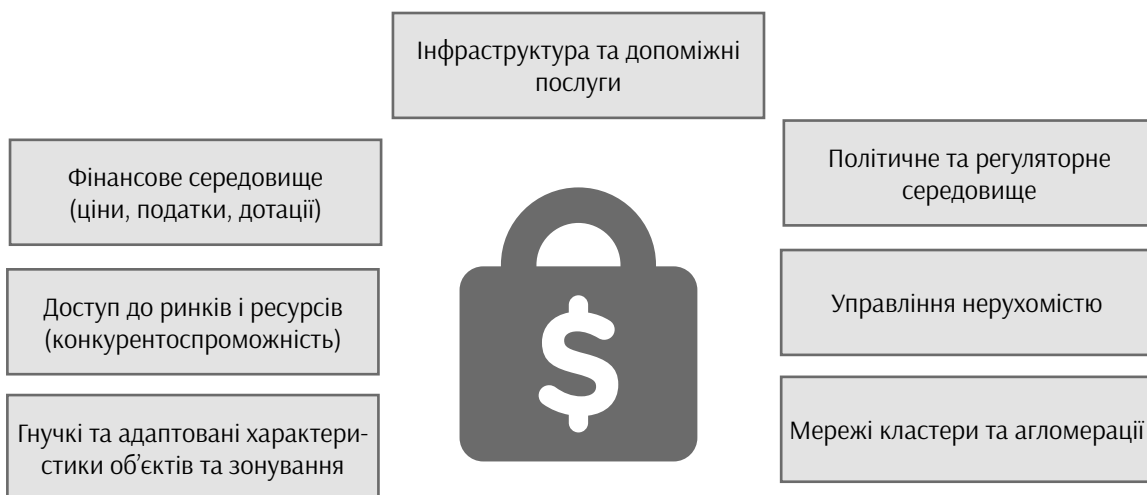 Інфраструктура та допоміжні
послуги
Фінансове середовище
(ціни, податки, дотації)
Політичне та регуляторне
середовище
Доступ до ринків і ресурсів
(конкурентоспроможність)
Управління нерухомістю
Гнучкі та адаптовані характери-
стики об’єктів та зонування
Мережі кластери та агломерації
$